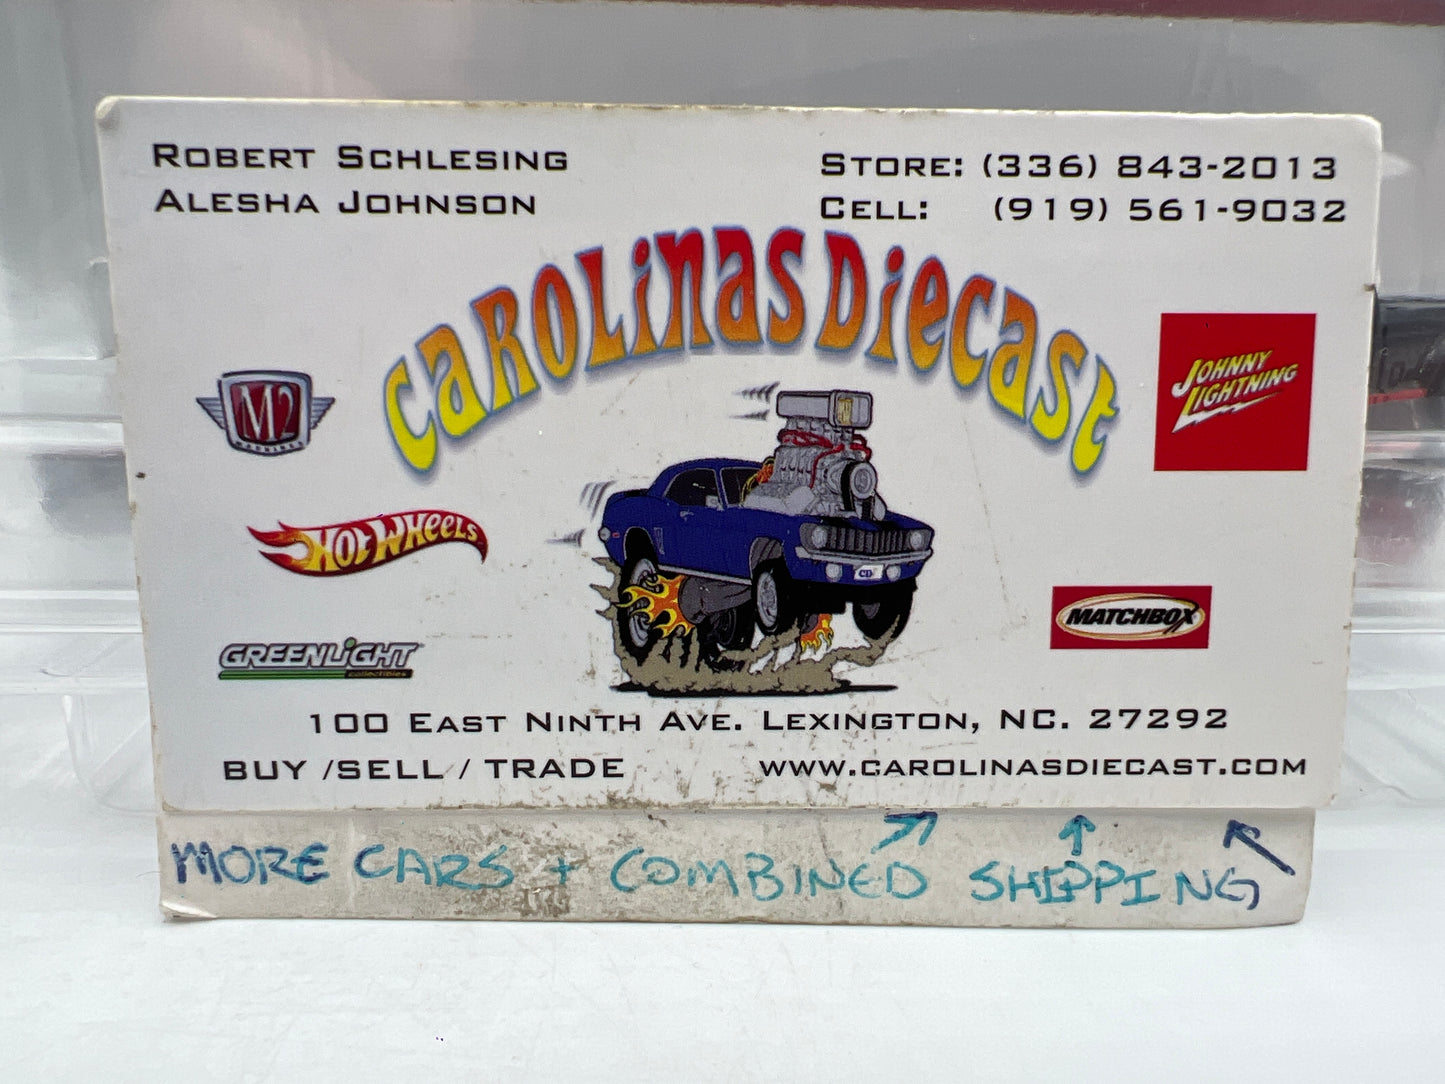 ROBERT SCHLESING
ALESHA JOHNSON
STORE: (336) 843-2013
CELL: (919) 561-9032
CAROLINAS DIECAST
M2
MACHINES
JOHNNY
LIGHTNING
HOT WHEELS
MATCHBOX
GREENLIGHT
collectibles
100 EAST NINTH AVE. LEXINGTON, NC. 27292
BUY /SELL / TRADE
WWW.CAROLINASDIECAST.COM
MORE CARS + COMBINED SHIPPING